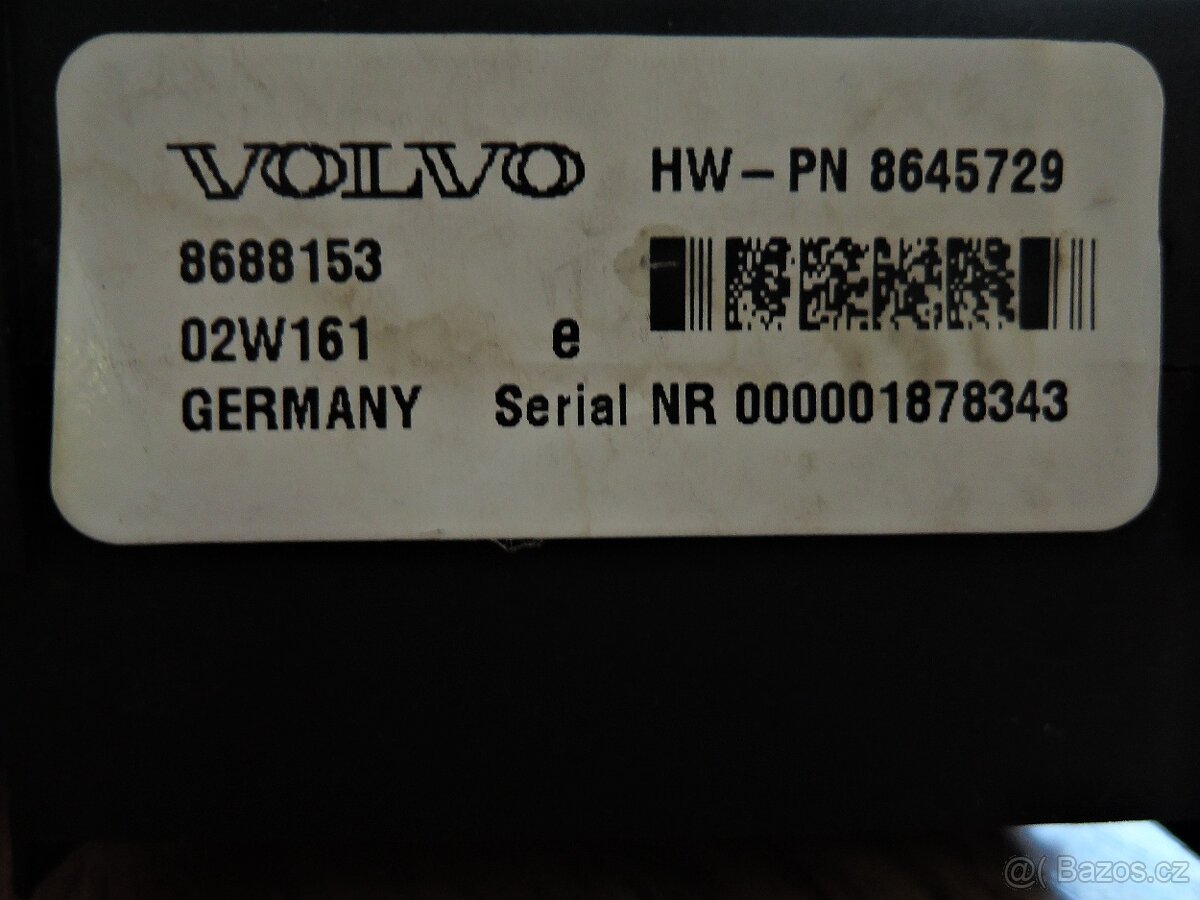 VOLVO HW-PN 8645729
8688153
02W161 e
GERMANY Serial NR 000001878343
@( Bazos.cz